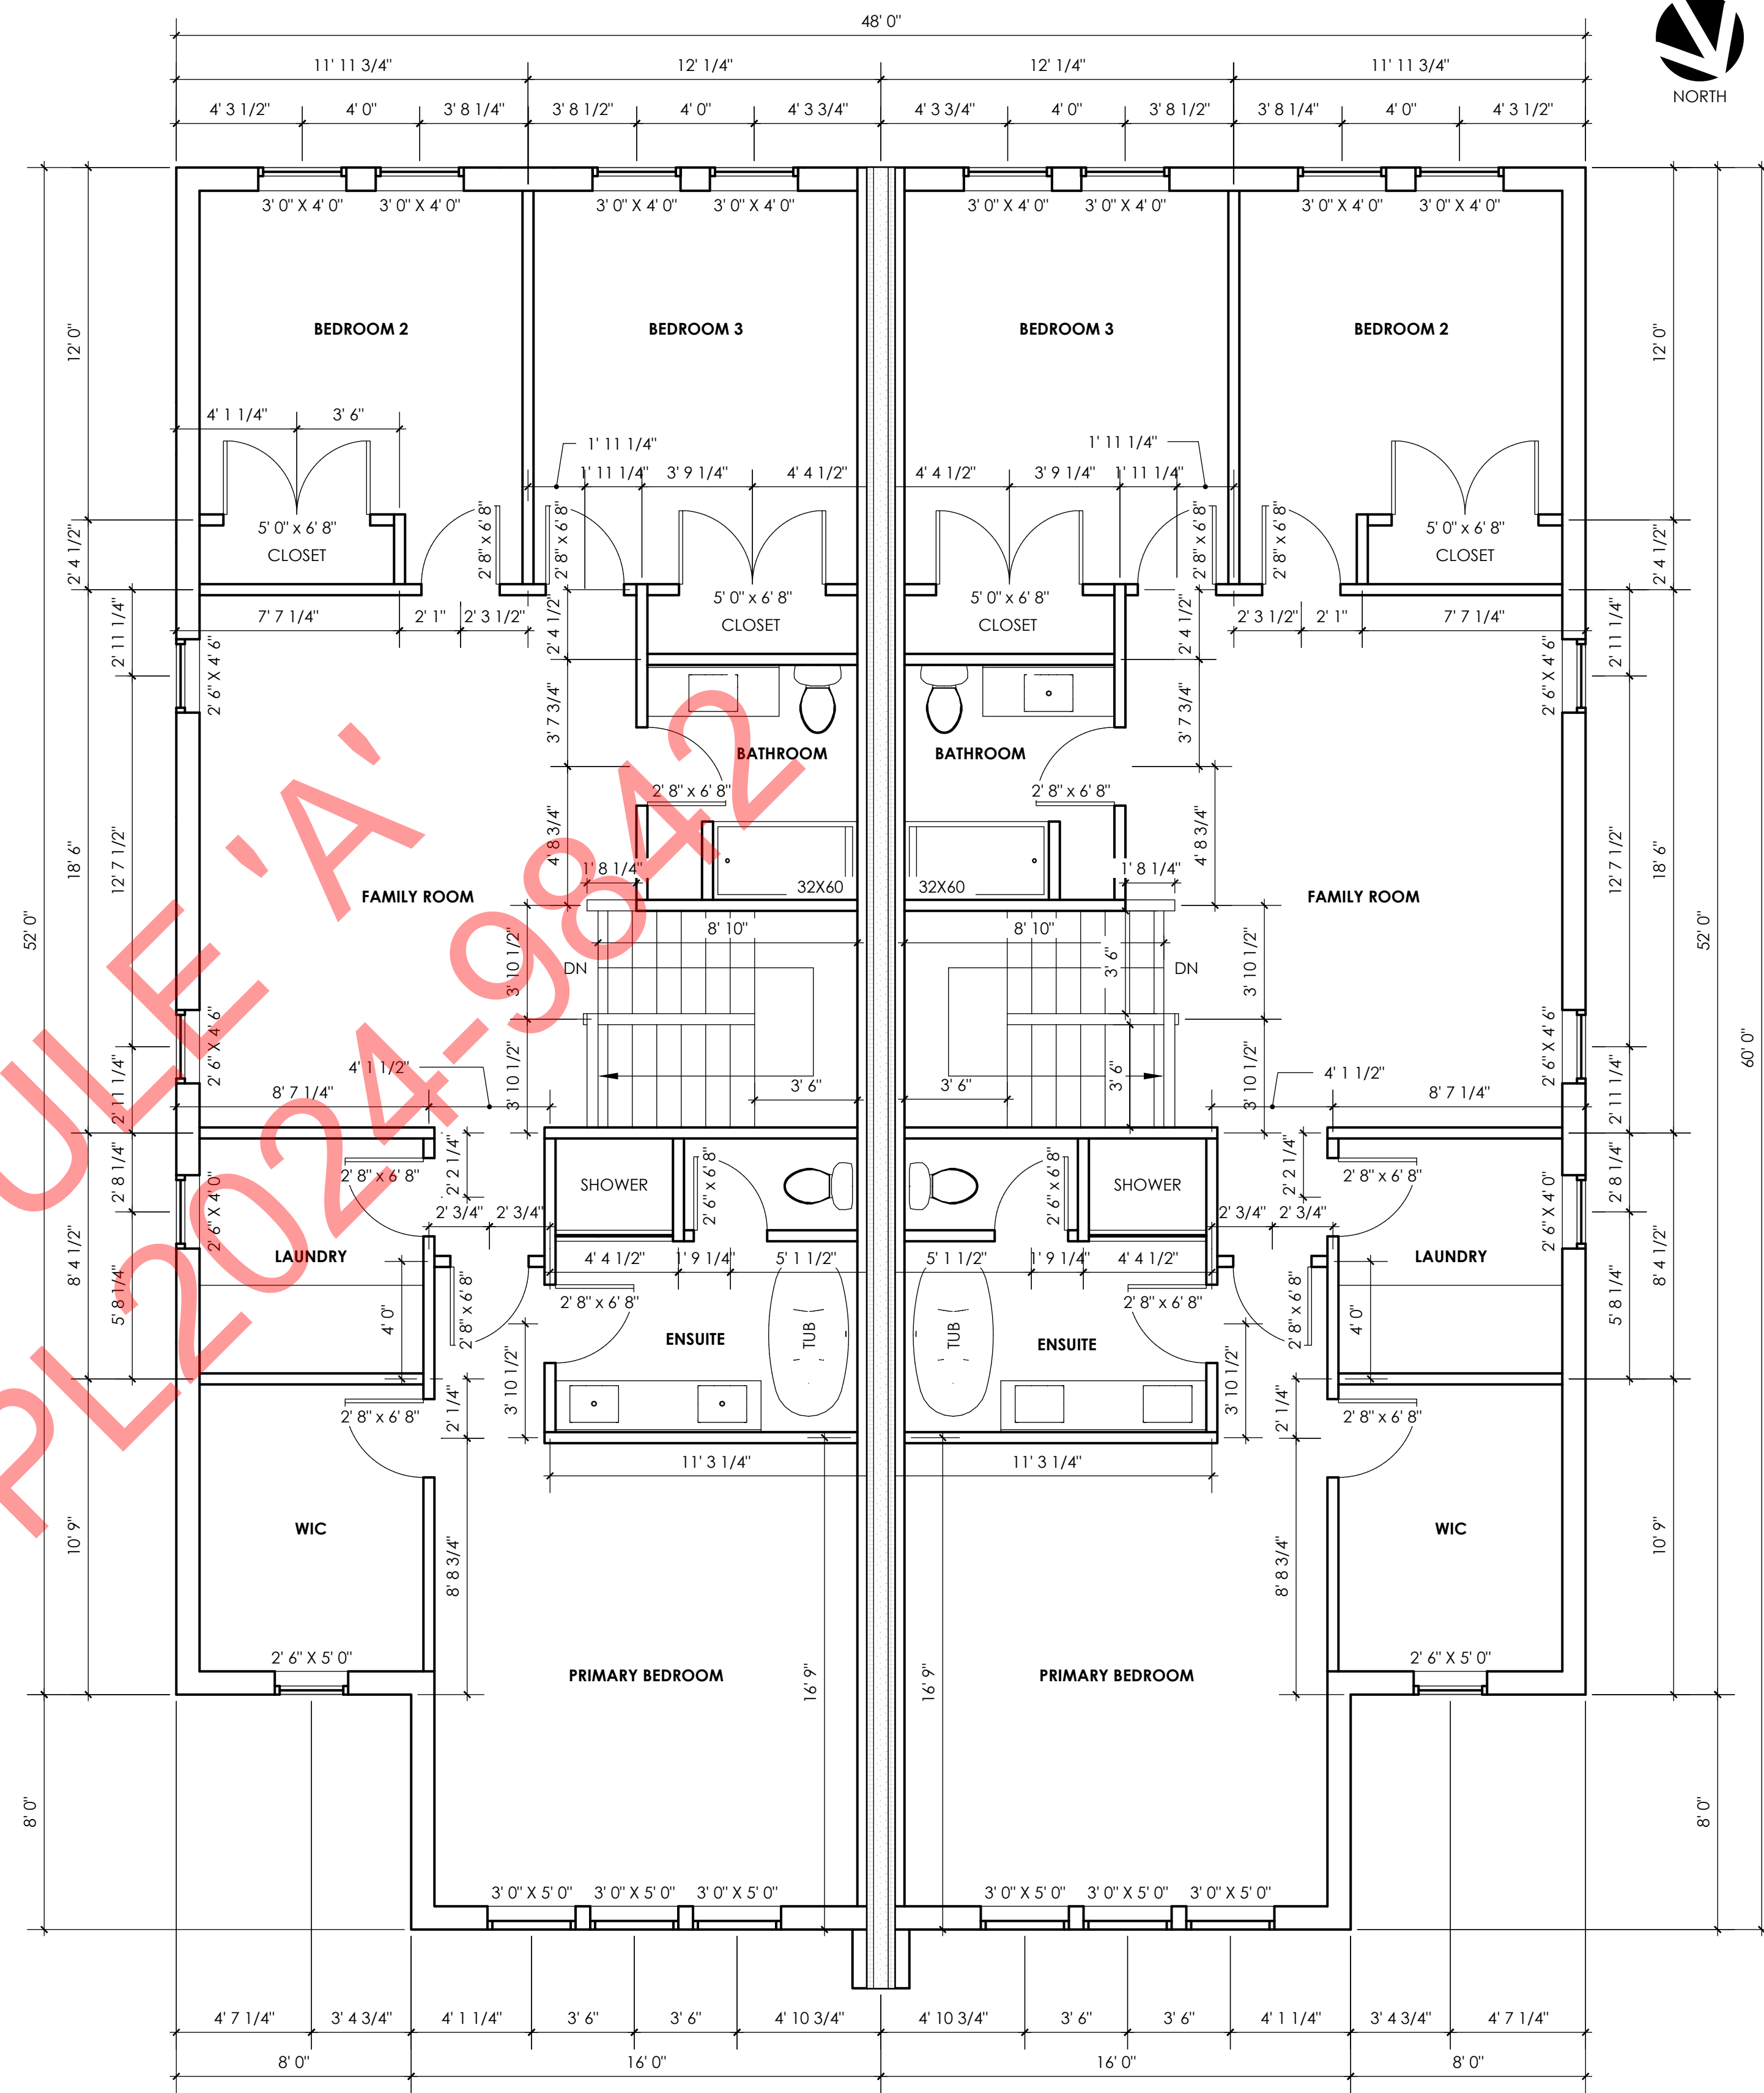 48' 0"
11' 11 3/4" 12' 1/4" 12' 1/4" 11' 11 3/4"
NORTH
4' 3 1/2" 4' 0" 3' 8 1/4" 3' 8 1/2" 4' 0" 4' 3 3/4" 4' 3 3/4" 4' 0" 3' 8 1/2" 3' 8 1/4" 4' 0" 4' 3 1/2"
3' 0" X 4' 0" 3' 0" X 4' 0" 3' 0" X 4' 0" 3' 0" X 4' 0" 3' 0" X 4' 0" 3' 0" X 4' 0" 3' 0" X 4' 0" 3' 0" X 4' 0"
BEDROOM 2 BEDROOM 3 BEDROOM 3 BEDROOM 2
12' 0" 12' 0"
4' 1 1/4" 3' 6"
1' 11 1/4" 1' 11 1/4"
1' 11 1/4" 3' 9 1/4" 4' 4 1/2" 4' 4 1/2" 3' 9 1/4" 1' 11 1/4"
5' 0" x 6' 8" 5' 0" x 6' 8"
CLOSET CLOSET
2' 8" x 6' 8" 2' 8" x 6' 8" 2' 8" x 6' 8" 2' 8" x 6' 8"
2' 4 1/2" 2' 4 1/2"
5' 0" x 6' 8" 5' 0" x 6' 8"
CLOSET CLOSET
7' 7 1/4" 2' 1" 2' 3 1/2" 2' 3 1/2" 2' 1" 7' 7 1/4"
2' 11 1/4" 2' 4 1/2" 2' 4 1/2" 2' 11 1/4"
2' 6" X 4' 6" 2' 6" X 4' 6"
3' 7 3/4" 3' 7 3/4"
BATHROOM BATHROOM
2' 8" x 6' 8" 2' 8" x 6' 8"
4' 8 3/4" 4' 8 3/4"
18' 6" 12' 7 1/2" 12' 7 1/2" 18' 6"
1' 8 1/4" 1' 8 1/4"
32X60 32X60
FAMILY ROOM FAMILY ROOM
52' 0" 52' 0"
8' 10" 8' 10"
3' 10 1/2" DN 3' 6" DN 3' 10 1/2"
60' 0"
2' 6" X 4' 6" 2' 6" X 4' 6"
4' 1 1/2" 4' 1 1/2"
3' 10 1/2" 3' 6" 3' 6" 3' 6" 3' 10 1/2"
2' 11 1/4" 8' 7 1/4" 8' 7 1/4" 2' 11 1/4"
2' 8" x 6' 8" 2' 2 1/4" 2' 2 1/4" 2' 8" x 6' 8"
SHOWER 2' 6" x 6' 8" 2' 6" x 6' 8" SHOWER
2' 8 1/4" 2' 6" X 4' 0" 2' 6" X 4' 0" 2' 8 1/4"
2' 3/4" 2' 3/4" 2' 3/4" 2' 3/4"
LAUNDRY LAUNDRY
8' 4 1/2" 8' 4 1/2"
4' 4 1/2" 1' 9 1/4" 5' 1 1/2" 5' 1 1/2" 1' 9 1/4" 4' 4 1/2"
5' 8 1/4" 5' 8 1/4"
2' 8" x 6' 8" 2' 8" x 6' 8" 2' 8" x 6' 8" 2' 8" x 6' 8"
4' 0" 4' 0"
ENSUITE TUB TUB ENSUITE
3' 10 1/2" 3' 10 1/2"
2' 8" x 6' 8" 2' 1/4" 2' 1/4" 2' 8" x 6' 8"
11' 3 1/4" 11' 3 1/4"
WIC WIC
10' 9" 10' 9"
8' 8 3/4" 8' 8 3/4"
2' 6" X 5' 0" 2' 6" X 5' 0"
PRIMARY BEDROOM 16' 9" 16' 9" PRIMARY BEDROOM
8' 0" 8' 0"
3' 0" X 5' 0" 3' 0" X 5' 0" 3' 0" X 5' 0" 3' 0" X 5' 0" 3' 0" X 5' 0" 3' 0" X 5' 0"
4' 7 1/4" 3' 4 3/4" 4' 1 1/4" 3' 6" 3' 6" 4' 10 3/4" 4' 10 3/4" 3' 6" 3' 6" 4' 1 1/4" 3' 4 3/4" 4' 7 1/4"
8' 0" 16' 0" 16' 0" 8' 0"
ULE 'A'
PL2024-9842